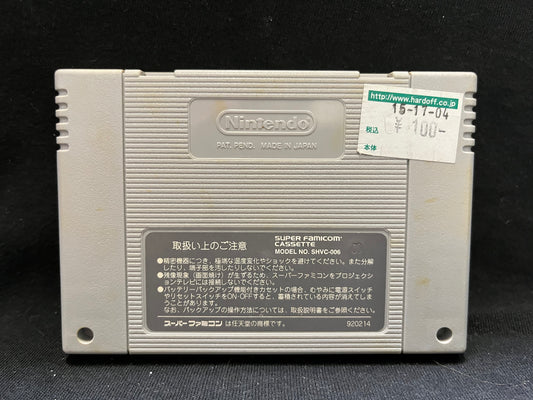 http://www.hardoff.co.jp
15-11-04
税込 ¥ 100-
本体
Nintendo
PAT. PEND. MADE IN JAPAN
取扱い上のご注意
SUPER FAMICOM
CASSETTE
MODEL NO. SHVC-006
●精密機器につき、極端な温度変化やショックを避けてください。また分解
したり、端子部を汚したりしないでください。
●残像現象（画面焼け）が生ずるため、スーパーファミコンをプロジェクシ
ョンテレビには接続しないでください。
●バッテリーバックアップ機能付きカセットの場合、むやみに電源スイッチ
やリセットスイッチをON・OFFすると、蓄積されている内容が消えてしま
うことがあります。
なお、バックアップの操作方法については、取扱説明書をご参照ください。
スーパーファミコン は任天堂の商標です。
920214